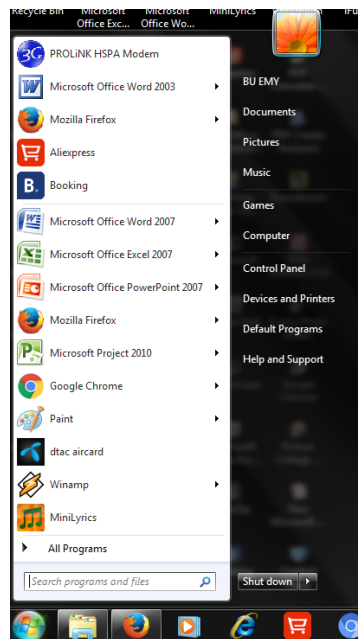 Recycle Bin Microsoft Microsoft MiniLyrics
Office Exc... Office Wo...
3G PROLiNK HSPA Modem
Microsoft Office Word 2003
Mozilla Firefox
Aliexpress
B. Booking
Microsoft Office Word 2007
Microsoft Office Excel 2007
Microsoft Office PowerPoint 2007
Mozilla Firefox
Microsoft Project 2010
Google Chrome
Paint
dtac aircard
Winamp
MiniLyrics
All Programs
Search programs and files
BU EMY
Documents
Pictures
Music
Games
Computer
Control Panel
Devices and Printers
Default Programs
Help and Support
Shut down